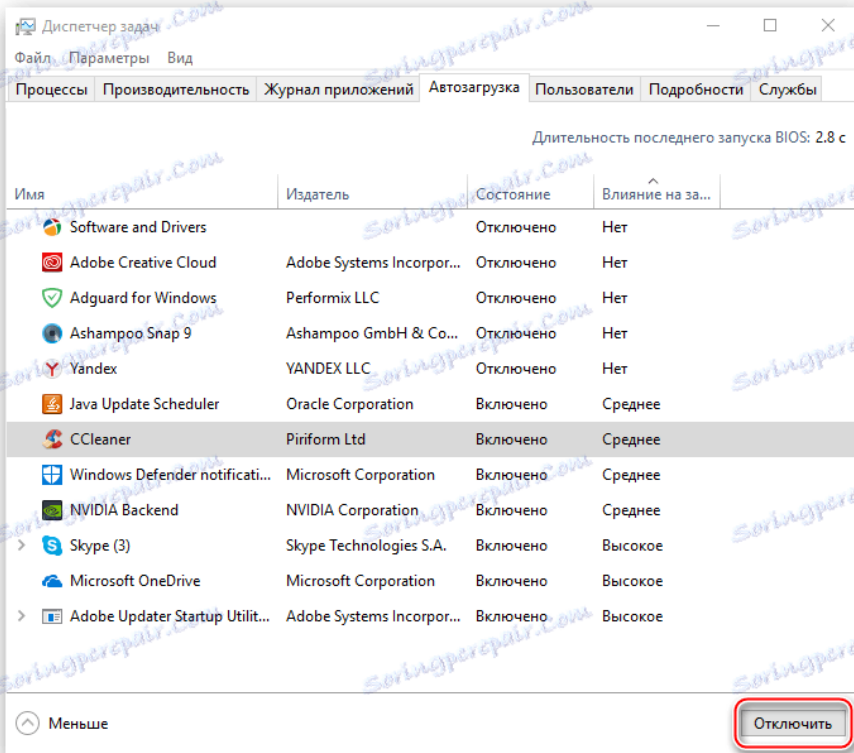 Диспетчер задач
Файл Параметры Вид
Процессы Производительность Журнал приложений Автозагрузка Пользователи Подробности Службы
Длительность последнего запуска BIOS: 2.8 с
Имя Издатель Состояние Влияние на за...
Software and Drivers Отключено Нет
Adobe Creative Cloud Adobe Systems Incorpor... Отключено Нет
Adguard for Windows Performix LLC Отключено Нет
Ashampoo Snap 9 Ashampoo GmbH & Co... Отключено Нет
Yandex YANDEX LLC Отключено Нет
Java Update Scheduler Oracle Corporation Включено Среднее
CCleaner Piriform Ltd Включено Среднее
Windows Defender notificati... Microsoft Corporation Включено Среднее
NVIDIA Backend NVIDIA Corporation Включено Среднее
Skype (3) Skype Technologies S.A. Включено Высокое
Microsoft OneDrive Microsoft Corporation Включено Высокое
Adobe Updater Startup Utilit... Adobe Systems Incorpor... Включено Высокое
Меньше Отключить